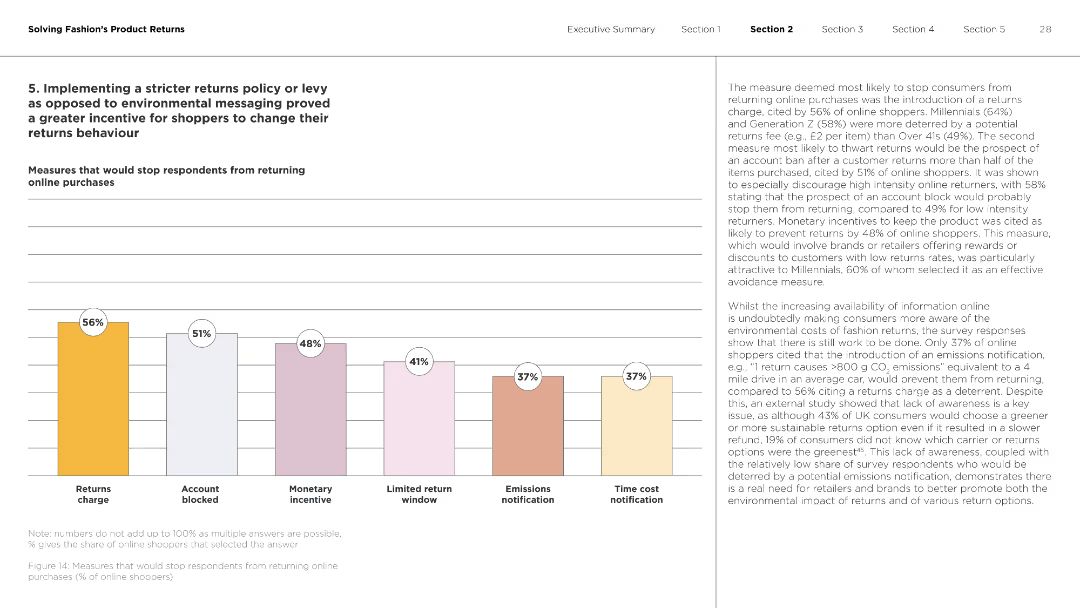 Solving Fashion's Product Returns
Executive Summary Section 1 Section 2 Section 3 Section 4 Section 5 28
5. Implementing a stricter returns policy or levy
as opposed to environmental messaging proved
a greater incentive for shoppers to change their
returns behaviour
Measures that would stop respondents from returning
online purchases
56%
51%
48%
41%
37%
37%
Returns
charge
Account
blocked
Monetary
incentive
Limited return
window
Emissions
notification
Time cost
notification
Note: numbers do not add up to 100% as multiple answers are possible,
% gives the share of online shoppers that selected the answer
Figure 14: Measures that would stop respondents from returning online
purchases (% of online shoppers)
The measure deemed most likely to stop consumers from
returning online purchases was the introduction of a returns
charge, cited by 56% of online shoppers. Millennials (64%)
and Generation Z (58%) were more deterred by a potential
returns fee (e.g., £2 per item) than Over 41s (49%). The second
measure most likely to thwart returns would be the prospect of
an account ban after a customer returns more than half of the
items purchased, cited by 51% of online shoppers. It was shown
to especially discourage high intensity online returners, with 58%
stating that the prospect of an account block would probably
stop them from returning, compared to 49% for low intensity
returners. Monetary incentives to keep the product was cited as
likely to prevent returns by 48% of online shoppers. This measure,
which would involve brands or retailers offering rewards or
discounts to customers with low returns rates, was particularly
attractive to Millennials, 60% of whom selected it as an effective
avoidance measure.
Whilst the increasing availability of information online
is undoubtedly making consumers more aware of the
environmental costs of fashion returns, the survey responses
show that there is still work to be done. Only 37% of online
shoppers cited that the introduction of an emissions notification,
e.g., "1 return causes >800 g CO₂ emissions" equivalent to a 4
mile drive in an average car, would prevent them from returning,
compared to 56% citing a returns charge as a deterrent. Despite
this, an external study showed that lack of awareness is a key
issue, as although 43% of UK consumers would choose a greener
or more sustainable returns option even if it resulted in a slower
refund, 19% of consumers did not know which carrier or returns
options were the greenest⁴⁵. This lack of awareness, coupled with
the relatively low share of survey respondents who would be
deterred by a potential emissions notification, demonstrates there
is a real need for retailers and brands to better promote both the
environmental impact of returns and of various return options.